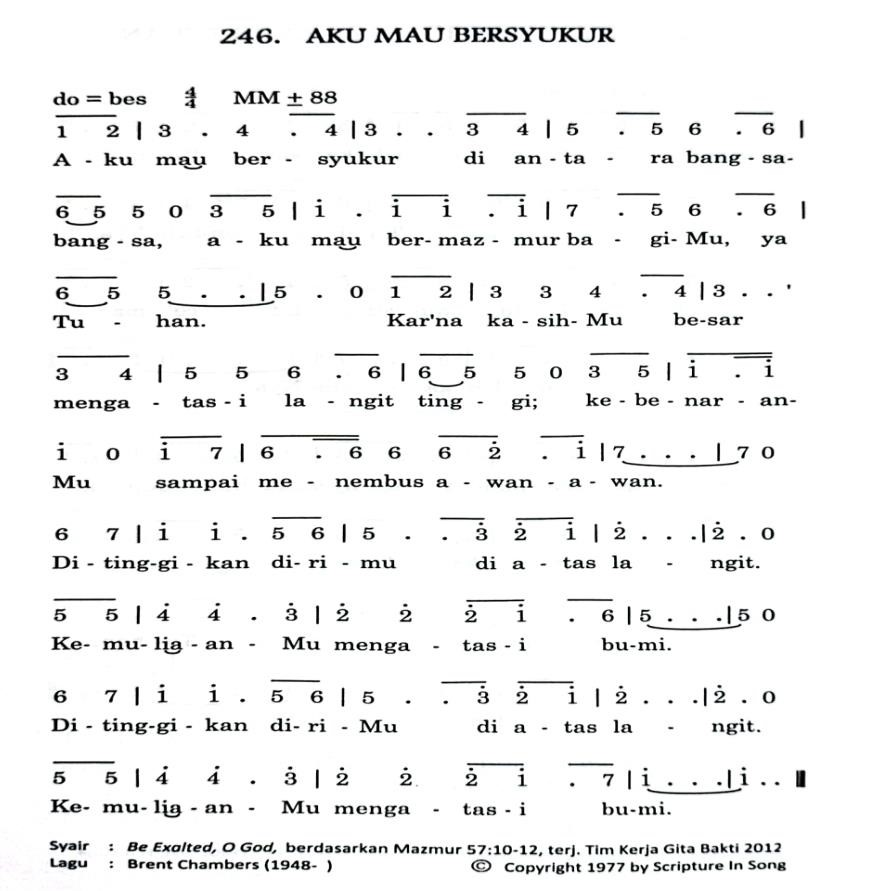 246. AKU MAU BERSYUKUR
do = bes 4/4 MM ± 88
1 2 | 3 . 4 . 4 | 3 . . 3 4 | 5 . 5 6 . 6 |
A - ku mau ber - syukur di an - ta - ra bang - sa-
6 5 5 0 3 5 | i̇ . i̇ i̇ . i̇ | 7 . 5 6 . 6 |
bang - sa, a - ku mau ber- maz - mur ba - gi- Mu, ya
6 5 5 . . | 5 . 0 1 2 | 3 3 4 . 4 | 3 . . '
Tu - han. Kar'na ka - sih- Mu be-sar
3 4 | 5 5 6 . 6 | 6 5 5 0 3 5 | i̇ . i̇
menga - tas - i la - ngit ting - gi; ke - be - nar - an-
i̇ 0 i̇ 7 | 6 . 6 6 6 2̇ . i̇ | 7 . . . | 7 0
Mu sampai me - nembus a - wan - a - wan.
6 7 | i̇ i̇ . 5 6 | 5 . . 3̇ 2̇ i̇ | 2̇ . . . | 2̇ . 0
Di - ting-gi - kan di- ri - mu di a - tas la - ngit.
5 5 | 4̇ 4̇ . 3̇ | 2̇ 2̇ 2̇ i̇ . 6 | 5 . . . | 5 0
Ke- mu- lia - an - Mu menga - tas - i bu-mi.
6 7 | i̇ i̇ . 5 6 | 5 . . 3̇ 2̇ i̇ | 2̇ . . . | 2̇ . 0
Di - ting-gi - kan di- ri - Mu di a - tas la - ngit.
5 5 | 4̇ 4̇ . 3̇ | 2̇ 2̇ 2̇ i̇ . 7 | i̇ . . . | i̇ . .
Ke- mu- lia - an - Mu menga - tas - i bu-mi.
Syair : Be Exalted, O God, berdasarkan Mazmur 57:10-12, terj. Tim Kerja Gita Bakti 2012
Lagu : Brent Chambers (1948- ) © Copyright 1977 by Scripture In Song